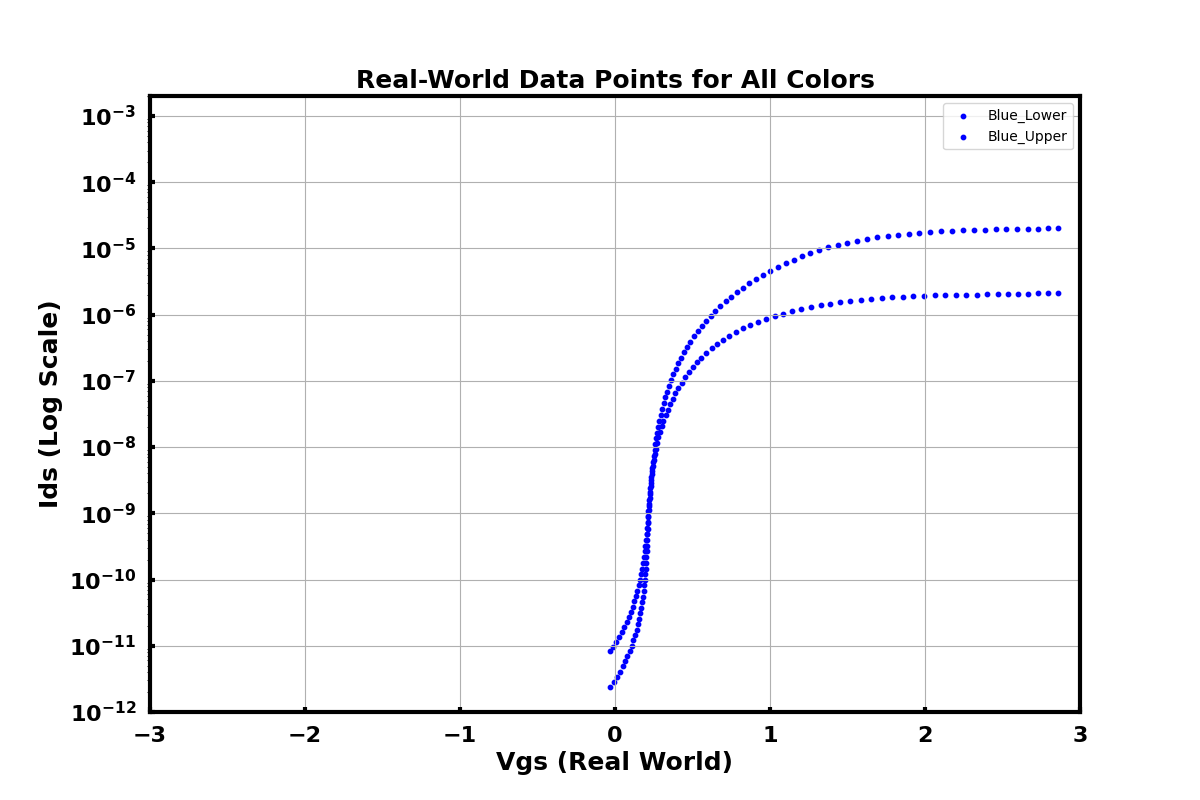 Real-World Data Points for All Colors
Blue_Lower
Blue_Upper
10⁻³
10⁻⁴
10⁻⁵
10⁻⁶
10⁻⁷
10⁻⁸
10⁻⁹
10⁻¹⁰
10⁻¹¹
10⁻¹²
Ids (Log Scale)
−3 −2 −1 0 1 2 3
Vgs (Real World)